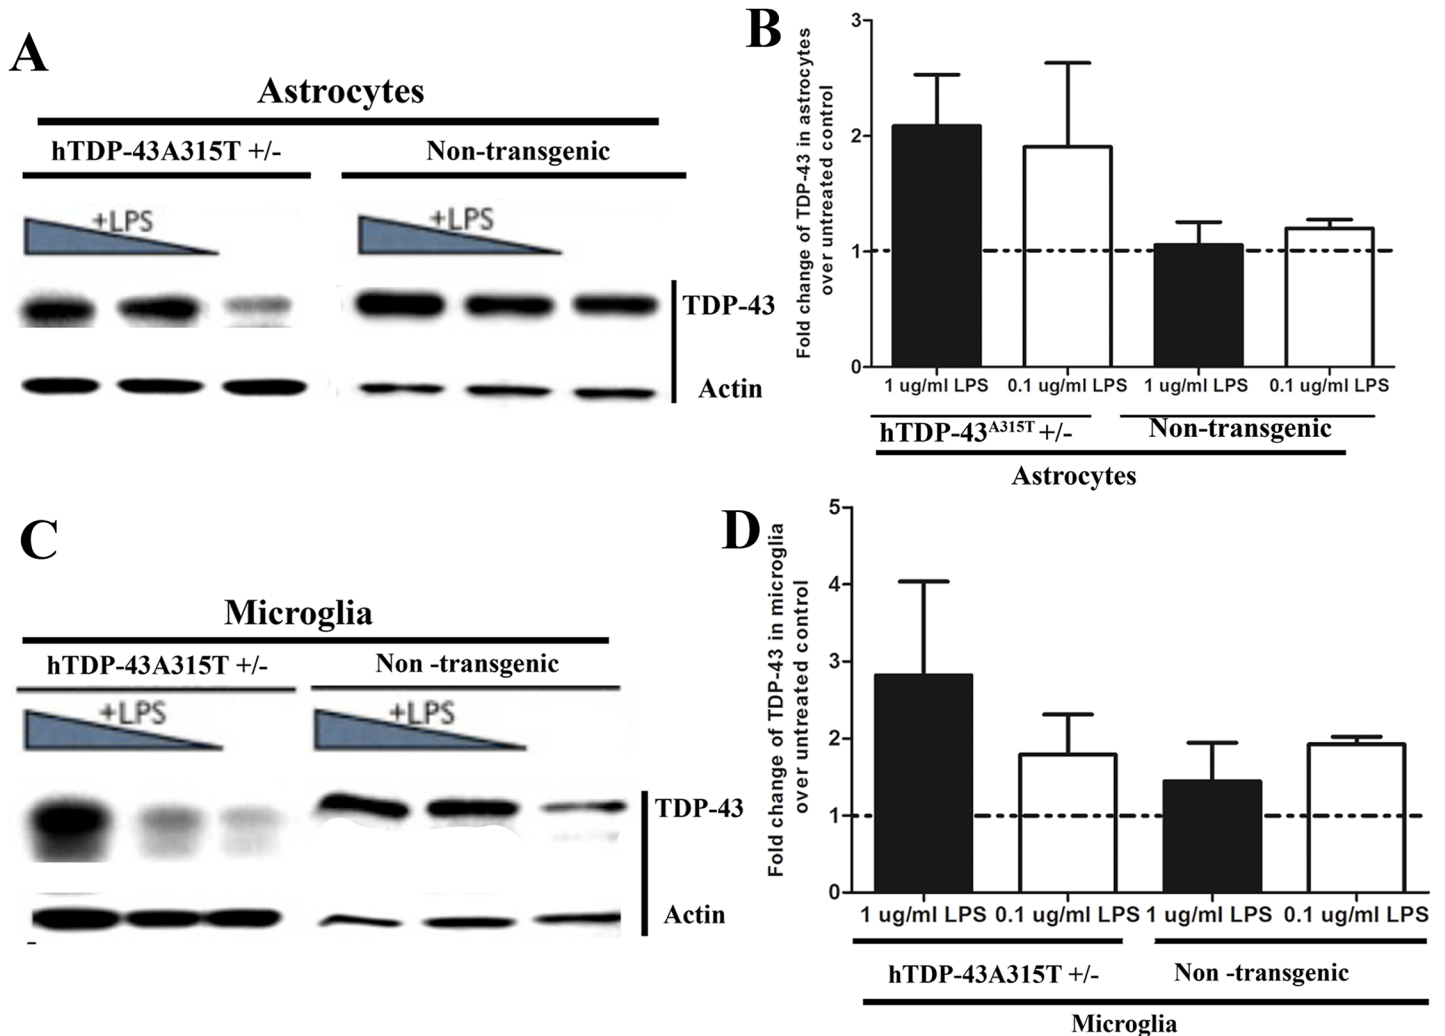 A
Astrocytes
hTDP-43A315T +/-
Non-transgenic
+LPS
+LPS
TDP-43
Actin
B
Fold change of TDP-43 in astrocytes
over untreated control
3
2
1
0
1 ug/ml LPS
0.1 ug/ml LPS
1 ug/ml LPS
0.1 ug/ml LPS
hTDP-43A315T +/-
Non-transgenic
Astrocytes
C
Microglia
hTDP-43A315T +/-
Non -transgenic
+LPS
+LPS
TDP-43
Actin
D
Fold change of TDP-43 in microglia
over untreated control
5
4
3
2
1
0
1 ug/ml LPS
0.1 ug/ml LPS
1 ug/ml LPS
0.1 ug/ml LPS
hTDP-43A315T +/-
Non -transgenic
Microglia